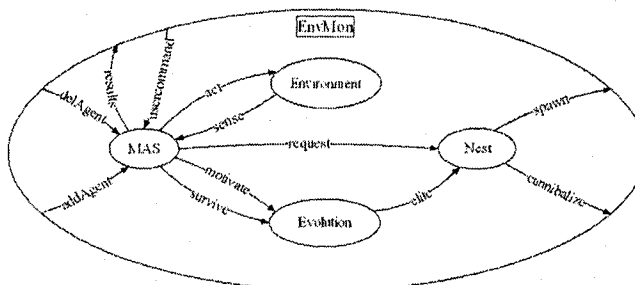 EnvMon
usercommand
results
act
Environment
delAgent
sense
spawn
MAS
request
Nest
addAgent
motivate
survive
elite
cannibalize
Evolution